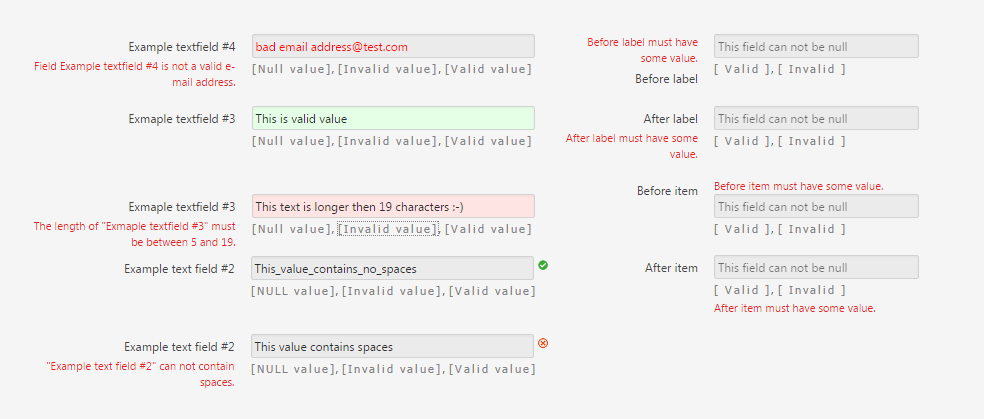 Example textfield #4
bad email address@test.com
Field Example textfield #4 is not a valid e-
mail address.
[Null value], [Invalid value], [Valid value]
Exmaple textfield #3
This is valid value
[Null value], [Invalid value], [Valid value]
Exmaple textfield #3
This text is longer then 19 characters :-)
The length of "Exmaple textfield #3" must
be between 5 and 19.
[Null value], [Invalid value], [Valid value]
Example text field #2
This_value_contains_no_spaces
[NULL value], [Invalid value], [Valid value]
Example text field #2
This value contains spaces
"Example text field #2" can not contain
spaces.
[NULL value], [Invalid value], [Valid value]
Before label must have
some value.
Before label
This field can not be null
[ Valid ], [ Invalid ]
After label
After label must have some
value.
This field can not be null
[ Valid ], [ Invalid ]
Before item
Before item must have some value.
This field can not be null
[ Valid ], [ Invalid ]
After item
This field can not be null
[ Valid ], [ Invalid ]
After item must have some value.